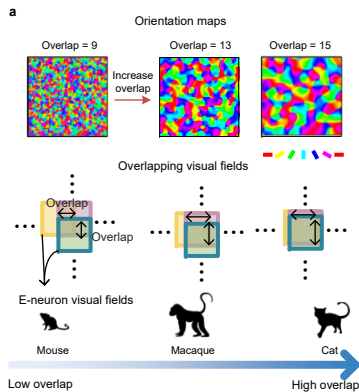 a
Orientation maps
Overlap = 9
Overlap = 13
Overlap = 15
Increase
overlap
Overlapping visual fields
Overlap
Overlap
E-neuron visual fields
Mouse
Macaque
Cat
Low overlap
High overlap